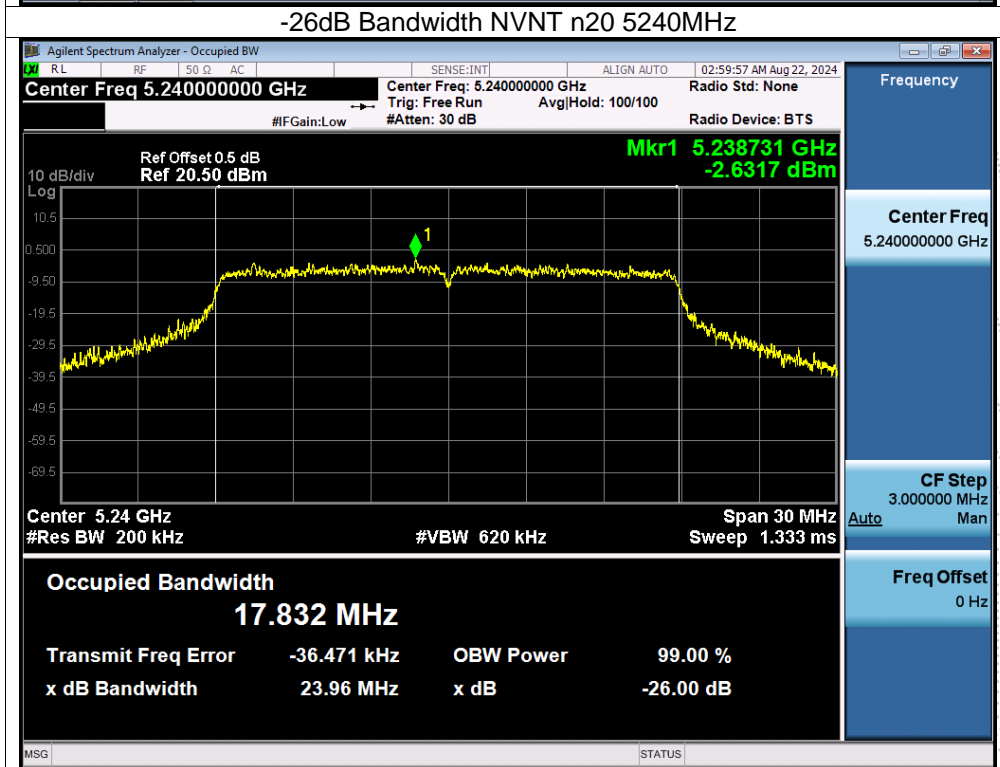 -26dB Bandwidth NVNT n20 5240MHz
Agilent Spectrum Analyzer - Occupied BW
LXI RL RF 50 Ω AC SENSE:INT ALIGN AUTO 02:59:57 AM Aug 22, 2024
Center Freq 5.240000000 GHz
Center Freq: 5.240000000 GHz
Radio Std: None
Trig: Free Run Avg|Hold: 100/100
#IFGain:Low #Atten: 30 dB
Radio Device: BTS
Frequency
Mkr1 5.238731 GHz
-2.6317 dBm
Ref Offset 0.5 dB
10 dB/div Ref 20.50 dBm
Log
10.5
0.500
-9.50
-19.5
-29.5
-39.5
-49.5
-59.5
-69.5
1
Center 5.24 GHz Span 30 MHz
#Res BW 200 kHz #VBW 620 kHz Sweep 1.333 ms
Center Freq
5.240000000 GHz
CF Step
3.000000 MHz
Auto Man
Freq Offset
0 Hz
Occupied Bandwidth
17.832 MHz
Transmit Freq Error -36.471 kHz OBW Power 99.00 %
x dB Bandwidth 23.96 MHz x dB -26.00 dB
MSG STATUS